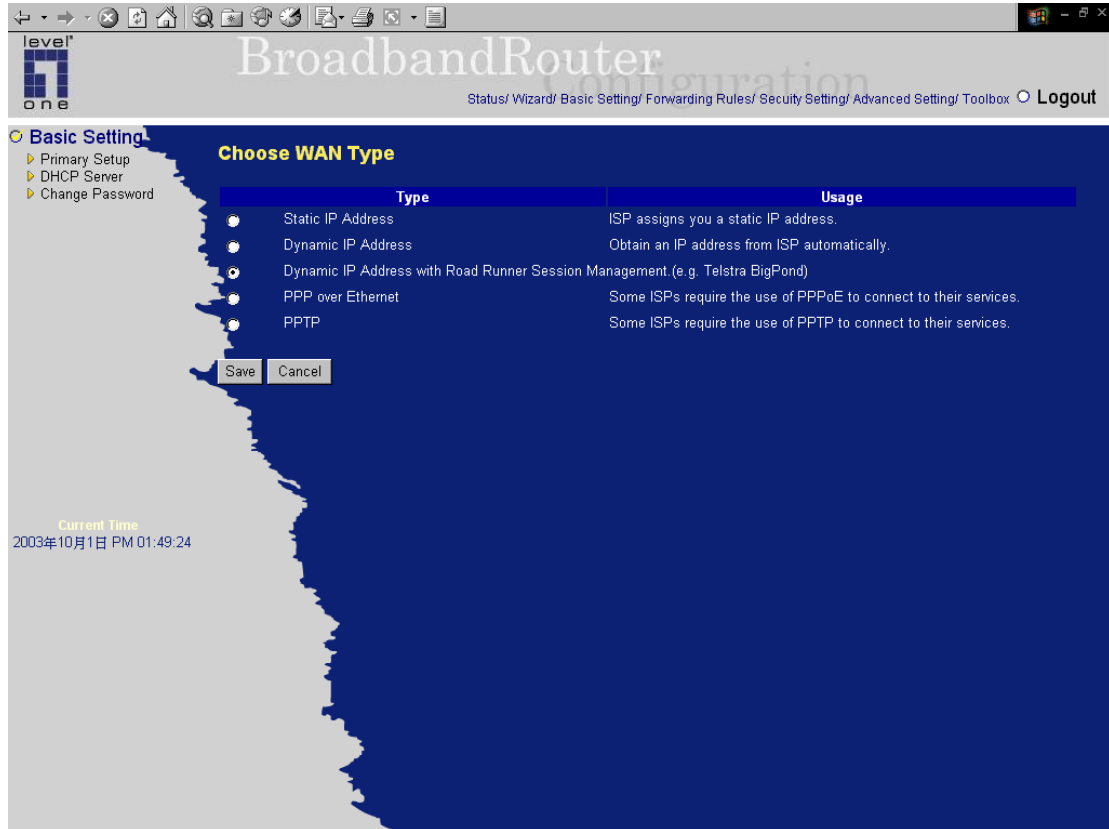 level
one
BroadbandRouter
Configuration
Status/ Wizard/ Basic Setting/ Forwarding Rules/ Secuity Setting/ Advanced Setting/ Toolbox Logout
Basic Setting
Primary Setup
DHCP Server
Change Password
Choose WAN Type
Type Usage
Static IP Address ISP assigns you a static IP address.
Dynamic IP Address Obtain an IP address from ISP automatically.
Dynamic IP Address with Road Runner Session Management.(e.g. Telstra BigPond)
PPP over Ethernet Some ISPs require the use of PPPoE to connect to their services.
PPTP Some ISPs require the use of PPTP to connect to their services.
Save Cancel
Current Time
2003年10月1日 PM 01:49:24